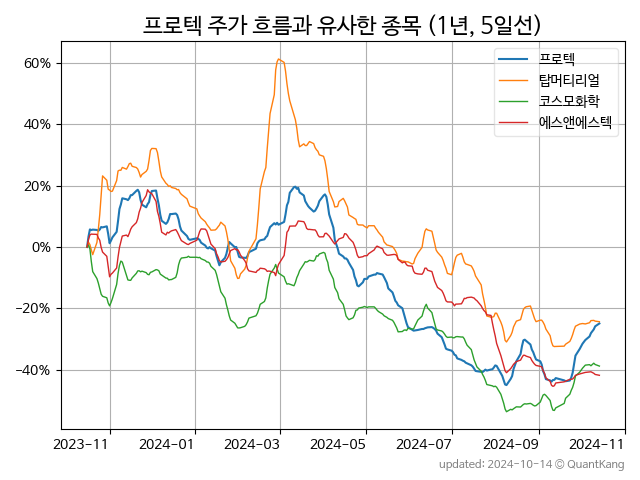 프로텍 주가 흐름과 유사한 종목 (1년, 5일선)
프로텍
탑머티리얼
코스모화학
에스앤에스텍
60%
40%
20%
0%
−20%
−40%
2023-11
2024-01
2024-03
2024-05
2024-07
2024-09
2024-11
updated: 2024-10-14 © QuantKang